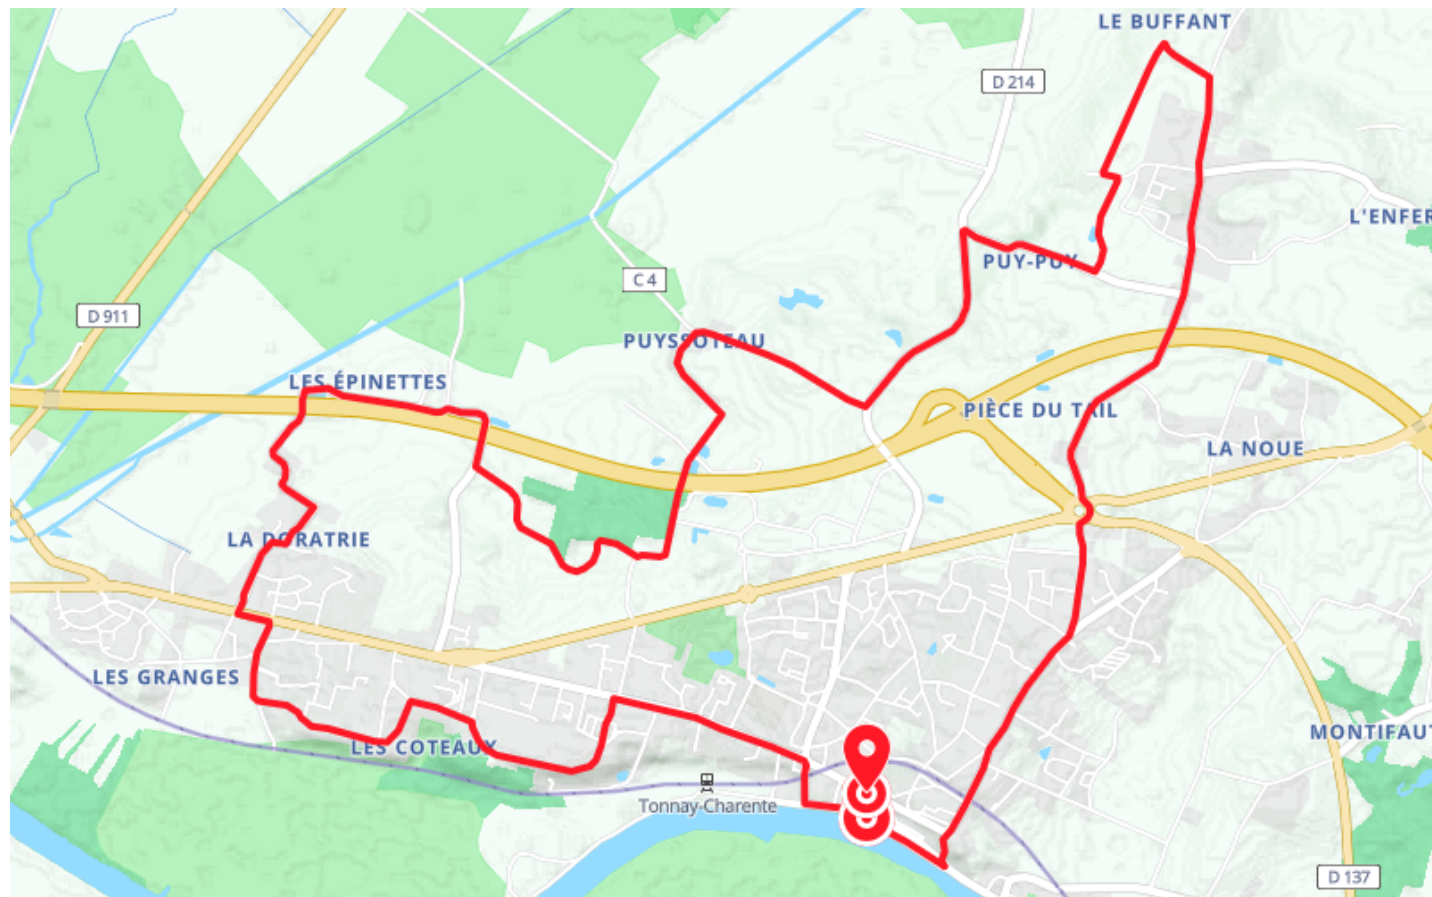 LE BUFFANT
D 214
L'ENFER
PUY-PUY
C 4
D 911
PUYSSOTEAU
LES ÉPINETTES
PIÈCE DU TAIL
LA NOUE
LA DORATRIE
LES GRANGES
MONTIFAUT
LES COTEAUX
Tonnay-Charente
D 137